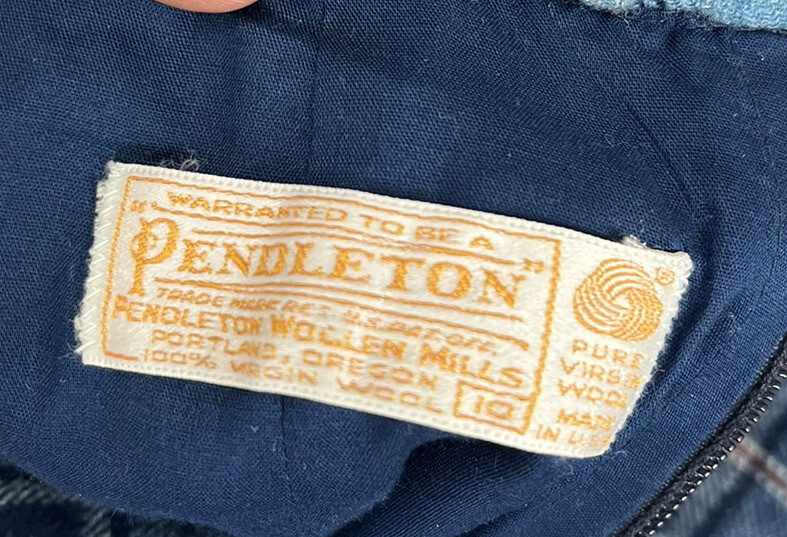 "WARRANTED TO BE A
PENDLETON"
TRADE MARK REG. U.S. PAT. OFF.
PENDLETON WOOLEN MILLS
PORTLAND, OREGON
100% VIRGIN WOOL 10
®
PURE
VIRGIN
WOOL
MADE
IN U.S.A.